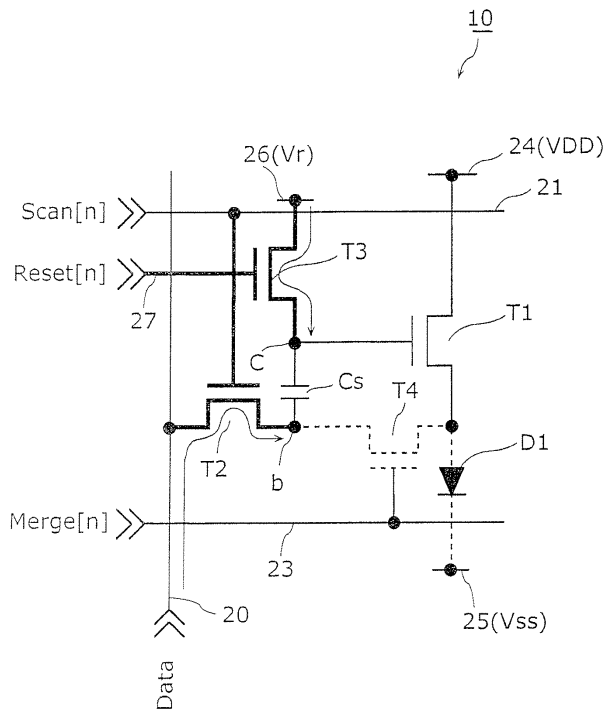 10
24(VDD)
26(Vr)
21
Scan[n]
T3
Reset[n]
27
T1
C
Cs
T4
D1
T2
b
Merge[n]
23
20
25(Vss)
Data